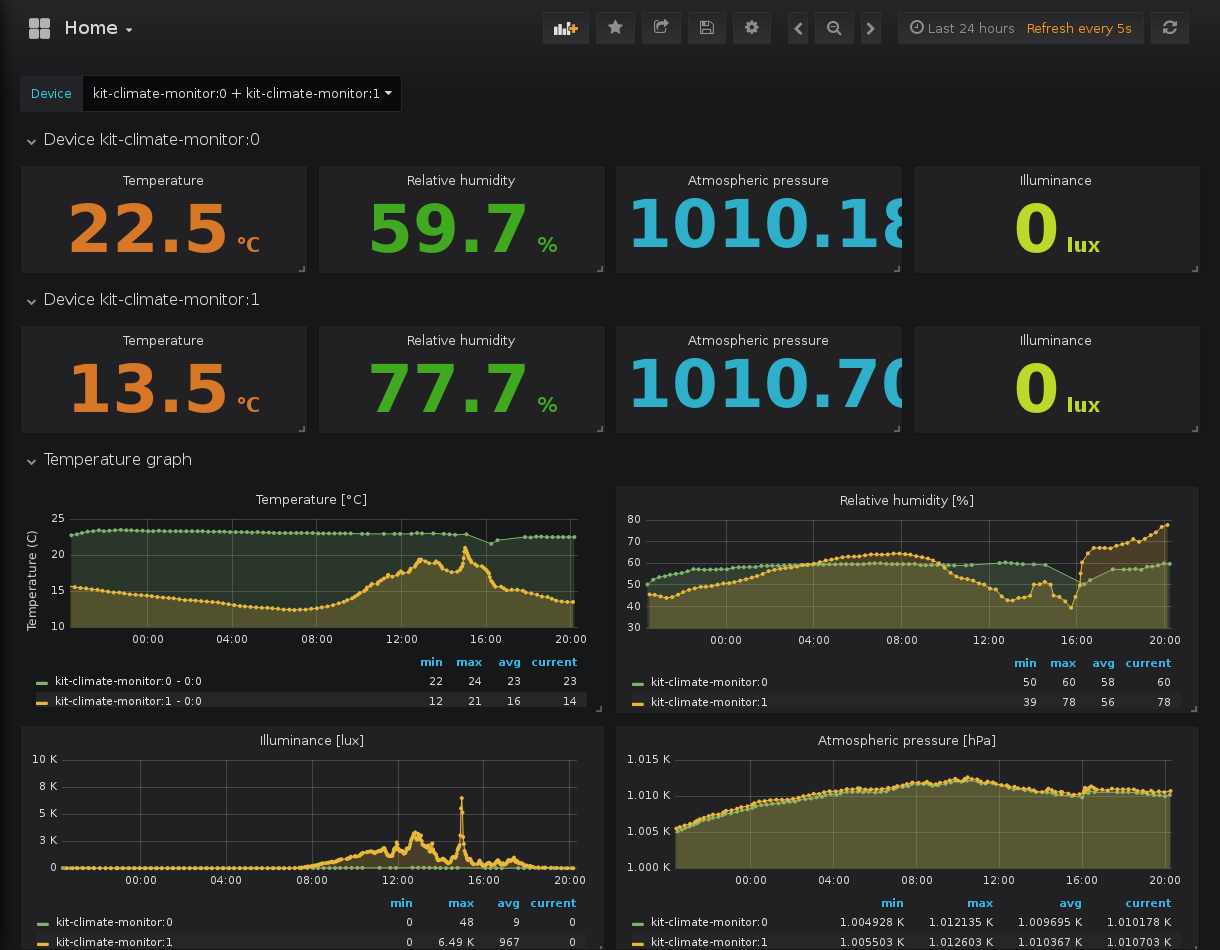 Home
Last 24 hours Refresh every 5s
Device kit-climate-monitor:0 + kit-climate-monitor:1
Device kit-climate-monitor:0
Temperature Relative humidity Atmospheric pressure Illuminance
22.5 °C 59.7 % 1010.18 0 lux
Device kit-climate-monitor:1
Temperature Relative humidity Atmospheric pressure Illuminance
13.5 °C 77.7 % 1010.70 0 lux
Temperature graph
Temperature [°C]
Temperature (C)
25
20
15
10
00:00 04:00 08:00 12:00 16:00 20:00
min max avg current
kit-climate-monitor:0 - 0:0 22 24 23 23
kit-climate-monitor:1 - 0:0 12 21 16 14
Relative humidity [%]
80
70
60
50
40
30
00:00 04:00 08:00 12:00 16:00 20:00
min max avg current
kit-climate-monitor:0 50 60 58 60
kit-climate-monitor:1 39 78 56 78
Illuminance [lux]
10 K
8 K
5 K
3 K
0
00:00 04:00 08:00 12:00 16:00 20:00
min max avg current
kit-climate-monitor:0 0 48 9 0
kit-climate-monitor:1 0 6.49 K 967 0
Atmospheric pressure [hPa]
1.015 K
1.010 K
1.005 K
1.000 K
00:00 04:00 08:00 12:00 16:00 20:00
min max avg current
kit-climate-monitor:0 1.004928 K 1.012135 K 1.009695 K 1.010178 K
kit-climate-monitor:1 1.005503 K 1.012603 K 1.010367 K 1.010703 K